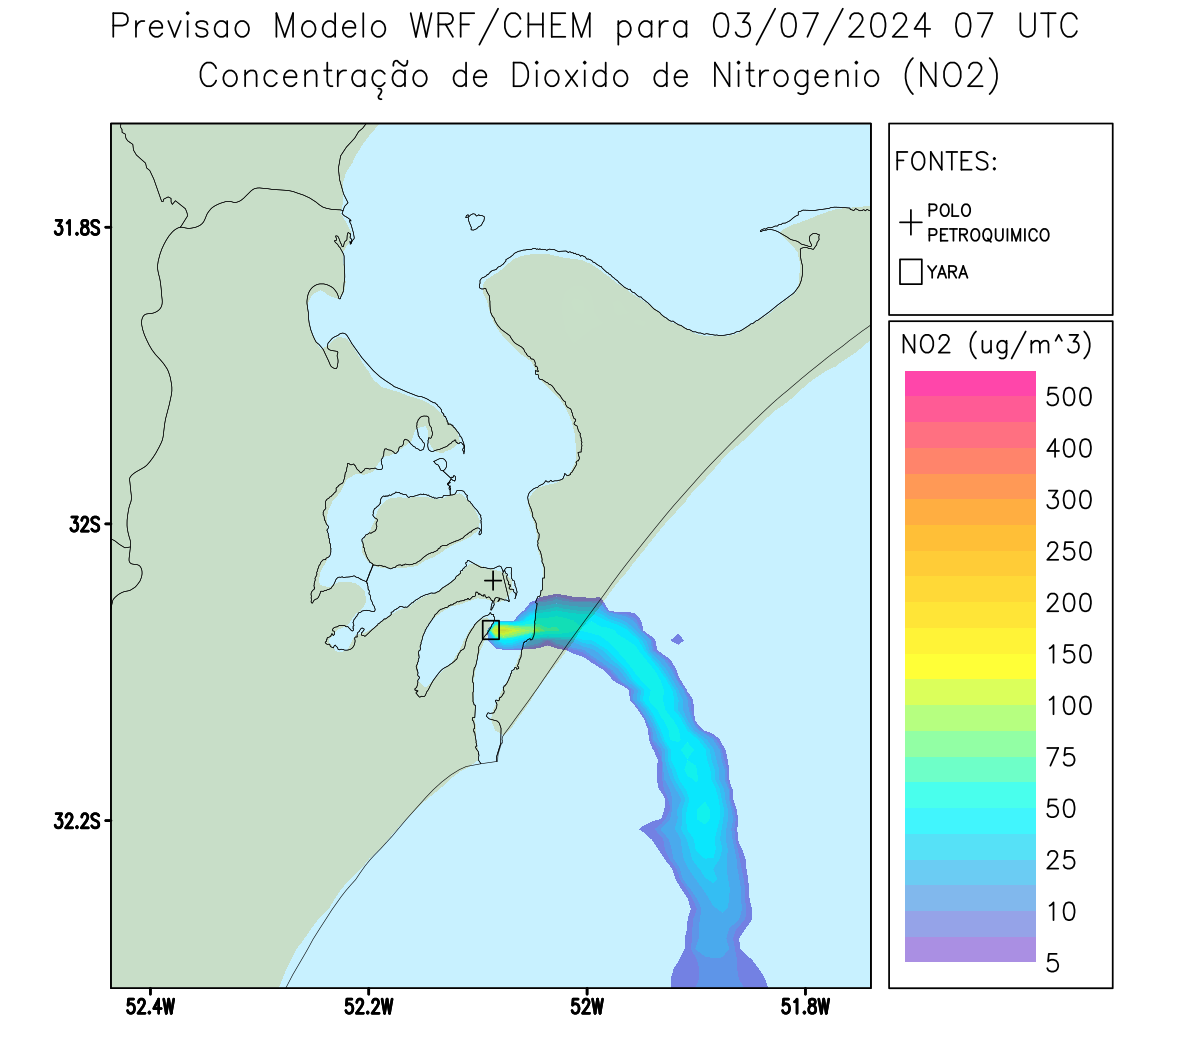 Previsao Modelo WRF/CHEM para 03/07/2024 07 UTC
Concentração de Dioxido de Nitrogenio (NO2)
FONTES:
POLO
PETROQUIMICO
YARA
NO2 (ug/m^3)
500
400
300
250
200
150
100
75
50
25
10
5
31.8S
32S
32.2S
52.4W
52.2W
52W
51.8W